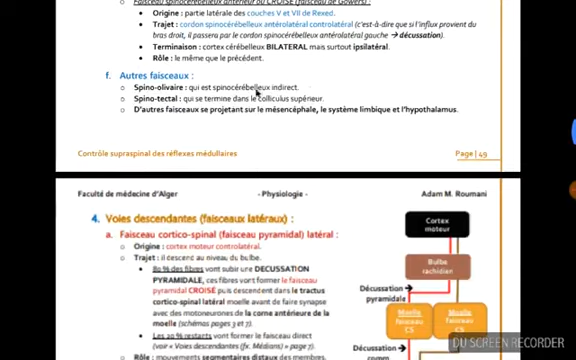 Faisceau spinocérébelleux antérieur ou CROISÉ (faisceau de Gowers) :
• Origine : partie latérale des couches V et VII de Rexed.
• Trajet : cordon spinocérébelleux antérolatéral controlatéral (c'est-à-dire que si l'influx provient du
bras droit, il passera par le cordon spinocérébelleux antérolatéral gauche → décussation).
• Terminaison : cortex cérébelleux BILATERAL mais surtout ipsilatéral.
• Rôle : le même que le précédent.
f. Autres faisceaux :
o Spino-olivaire : qui est spinocérébelleux indirect.
o Spino-tectal : qui se termine dans le colliculus supérieur.
o D'autres faisceaux se projetant sur le mésencéphale, le système limbique et l'hypothalamus.
Contrôle supraspinal des réflexes médullaires
Page | 49
Faculté de médecine d'Alger
- Physiologie -
Adam M. Roumani
4. Voies descendantes (faisceaux latéraux) :
a. Faisceau cortico-spinal (faisceau pyramidal) latéral :
o Origine : cortex moteur controlatéral.
o Trajet : il descend au niveau du bulbe.
• 80 % des fibres vont subir une DECUSSATION
PYRAMIDALE, ces fibres vont former le faisceau
pyramidal CROISÉ puis descendent dans le tractus
cortico-spinal latéral moelle avant de faire synapse
avec des motoneurones de la corne antérieure de
la moelle (schémas pages 3 et 7).
• Les 20 % restants vont former le faisceau direct
(voir « Voies descendantes (fx. Médians) » page 7).
o Rôle : mouvements segmentaires distaux des membres.
Cortex
moteur
Bulbe
rachidien
Décussation
pyramidale
Moelle
faisceau
CS
Moelle
faisceau
CS
Décussation →
comm
DU SCREEN RECORDER